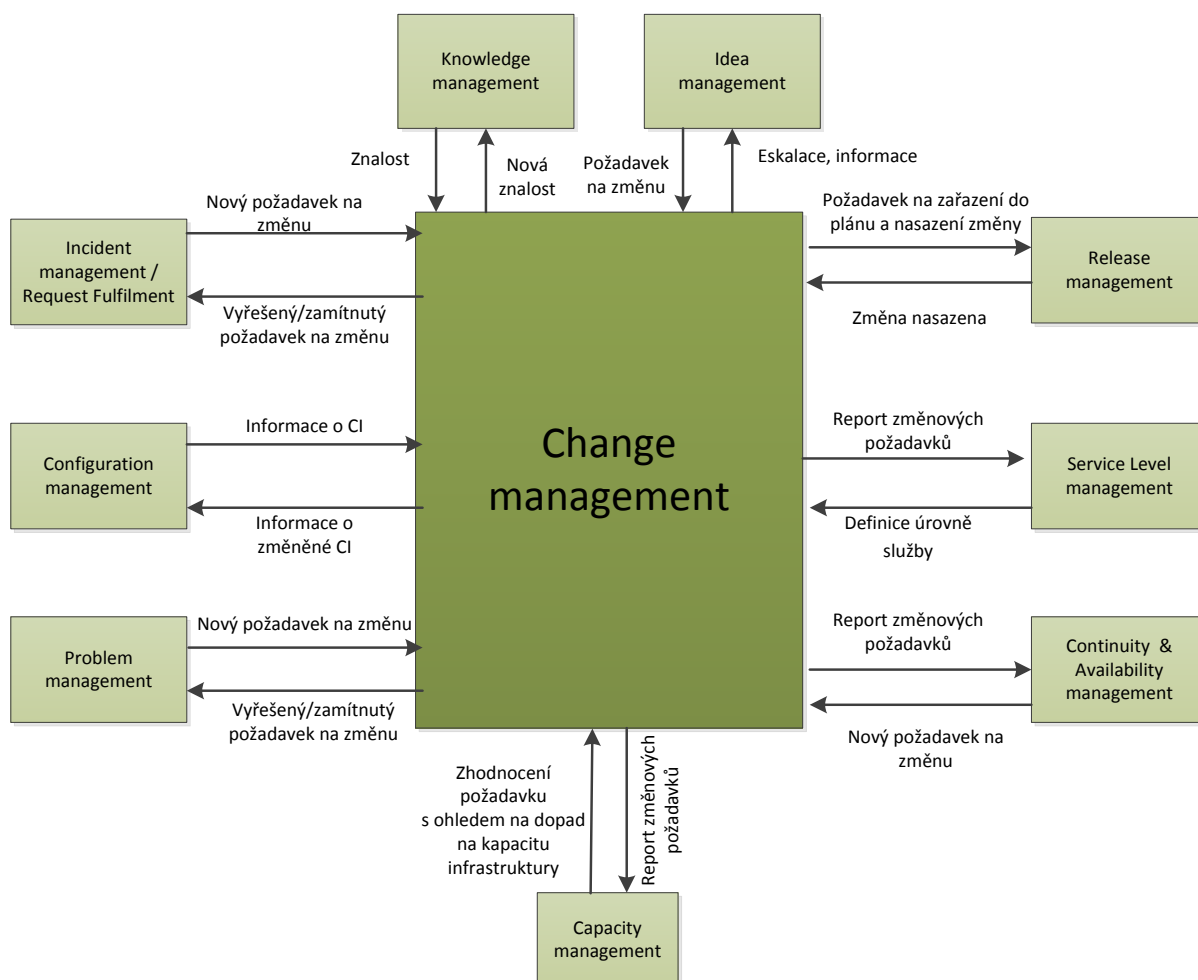 Knowledge
management
Idea
management
Znalost
Nová
znalost
Požadavek
na změnu
Eskalace, informace
Nový požadavek na
změnu
Požadavek na zařazení do
plánu a nasazení změny
Incident
management /
Request Fulfilment
Release
management
Vyřešený/zamítnutý
požadavek na změnu
Změna nasazena
Informace o CI
Report změnových
požadavků
Change
management
Configuration
management
Service Level
management
Informace o
změněné CI
Definice úrovně
služby
Nový požadavek na změnu
Report změnových
požadavků
Problem
management
Continuity &
Availability
management
Vyřešený/zamítnutý
požadavek na změnu
Nový požadavek na
změnu
Zhodnocení
požadavku
s ohledem na dopad
na kapacitu
infrastruktury
Report změnových
požadavků
Capacity
management